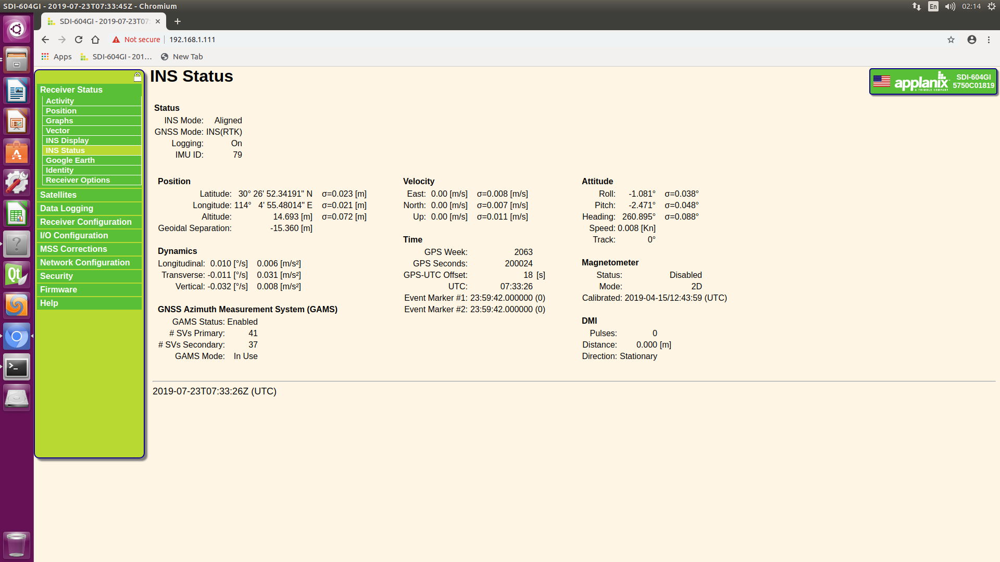 SDI-604GI - 2019-07-23T07:33:45Z - Chromium
En
02:14
SDI-604GI - 2019-07-23T07:
Not secure
192.168.1.111
Apps
SDI-604GI - 201...
New Tab
INS Status
applanix
A TRIMBLE COMPANY
SDI-604GI
5750C01819
Receiver Status
Activity
Position
Graphs
Vector
INS Display
INS Status
Google Earth
Identity
Receiver Options
Satellites
Data Logging
Receiver Configuration
I/O Configuration
MSS Corrections
Network Configuration
Security
Firmware
Help
Status
INS Mode: Aligned
GNSS Mode: INS(RTK)
Logging: On
IMU ID: 79
Position
Latitude: 30° 26' 52.34191" N σ=0.023 [m]
Longitude: 114° 4' 55.48014" E σ=0.021 [m]
Altitude: 14.693 [m] σ=0.072 [m]
Geoidal Separation: -15.360 [m]
Dynamics
Longitudinal: 0.010 [°/s] 0.006 [m/s²]
Transverse: -0.011 [°/s] 0.031 [m/s²]
Vertical: -0.032 [°/s] 0.008 [m/s²]
GNSS Azimuth Measurement System (GAMS)
GAMS Status: Enabled
# SVs Primary: 41
# SVs Secondary: 37
GAMS Mode: In Use
Velocity
East: 0.00 [m/s] σ=0.008 [m/s]
North: 0.00 [m/s] σ=0.007 [m/s]
Up: 0.00 [m/s] σ=0.011 [m/s]
Time
GPS Week: 2063
GPS Seconds: 200024
GPS-UTC Offset: 18 [s]
UTC: 07:33:26
Event Marker #1: 23:59:42.000000 (0)
Event Marker #2: 23:59:42.000000 (0)
Attitude
Roll: -1.081° σ=0.038°
Pitch: -2.471° σ=0.048°
Heading: 260.895° σ=0.088°
Speed: 0.008 [Kn]
Track: 0°
Magnetometer
Status: Disabled
Mode: 2D
Calibrated: 2019-04-15/12:43:59 (UTC)
DMI
Pulses: 0
Distance: 0.000 [m]
Direction: Stationary
2019-07-23T07:33:26Z (UTC)
Qt